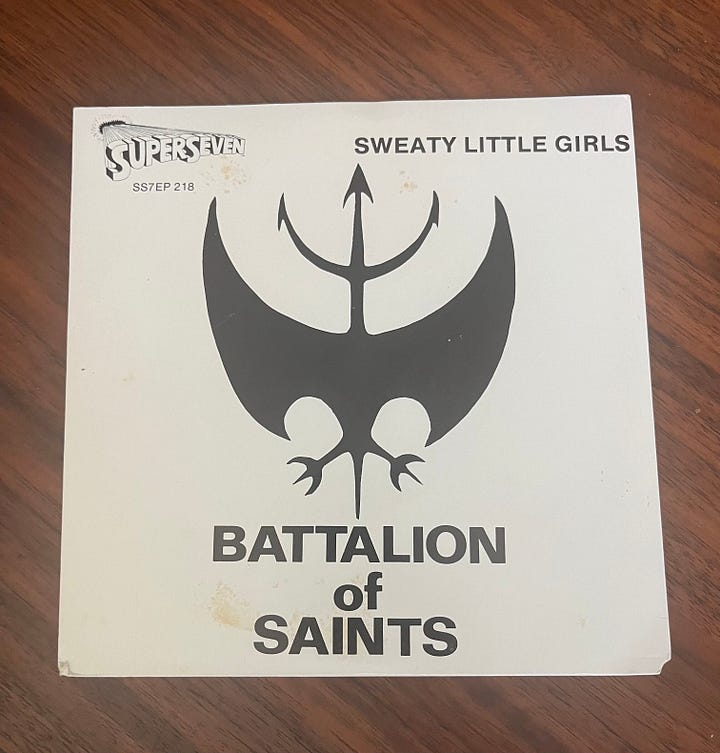 SUPERSEVEN
SWEATY LITTLE GIRLS
SS7EP 218
BATTALION
of
SAINTS